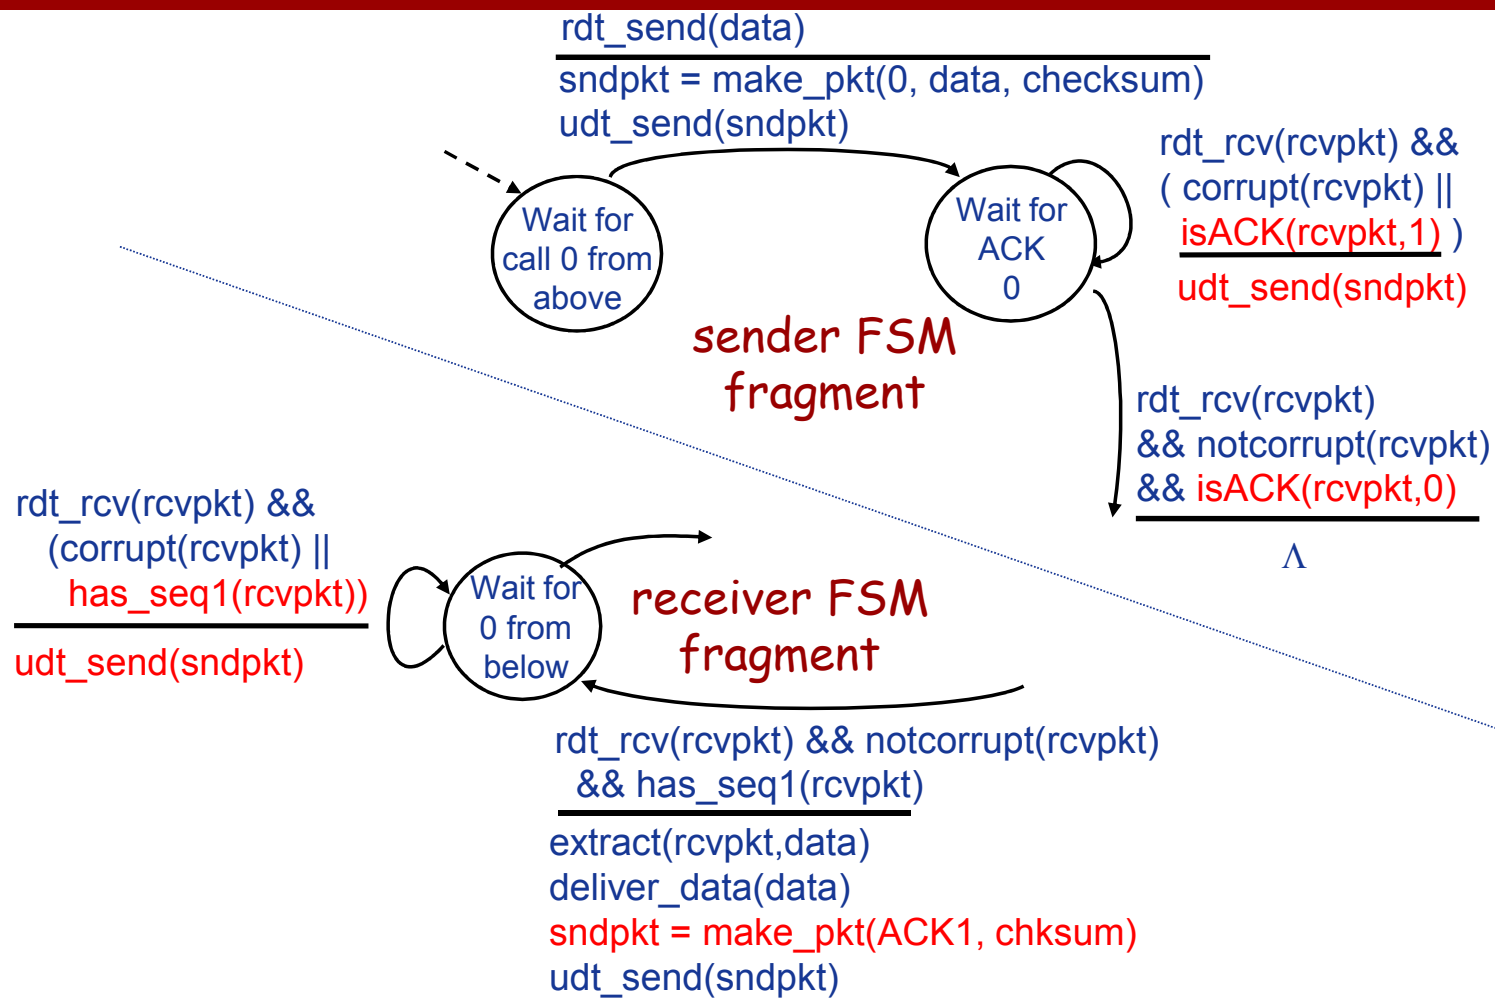 rdt_send(data)
sndpkt = make_pkt(0, data, checksum)
udt_send(sndpkt)
rdt_rcv(rcvpkt) &&
( corrupt(rcvpkt) ||
isACK(rcvpkt,1) )
udt_send(sndpkt)
Wait for
call 0 from
above
Wait for
ACK
0
sender FSM
fragment
rdt_rcv(rcvpkt)
&& notcorrupt(rcvpkt)
&& isACK(rcvpkt,0)
Λ
rdt_rcv(rcvpkt) &&
(corrupt(rcvpkt) ||
has_seq1(rcvpkt))
udt_send(sndpkt)
Wait for
0 from
below
receiver FSM
fragment
rdt_rcv(rcvpkt) && notcorrupt(rcvpkt)
&& has_seq1(rcvpkt)
extract(rcvpkt,data)
deliver_data(data)
sndpkt = make_pkt(ACK1, chksum)
udt_send(sndpkt)